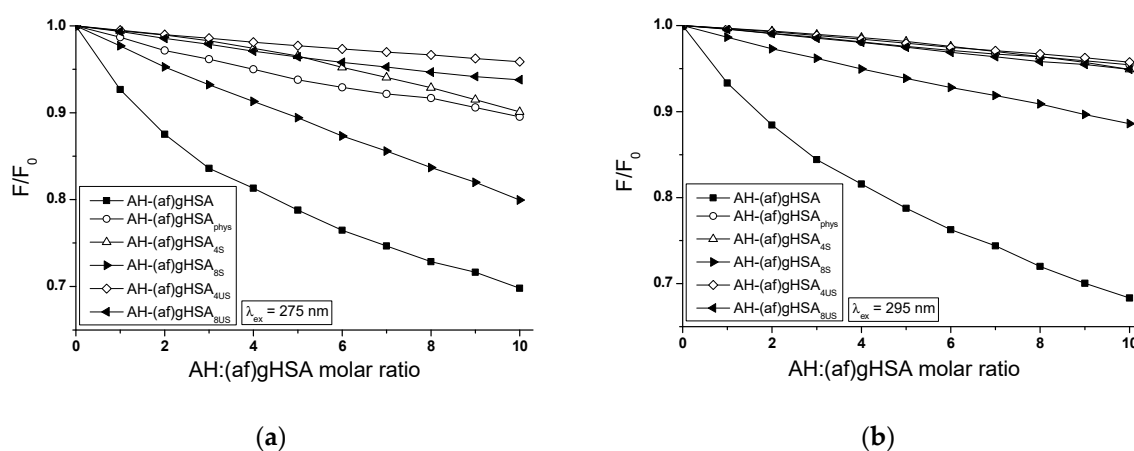 1.0
0.9
0.8
0.7
F/F0
AH-(af)gHSA
AH-(af)gHSAphys
AH-(af)gHSA4S
AH-(af)gHSA8S
AH-(af)gHSA4US
AH-(af)gHSA8US
λex = 275 nm
0 2 4 6 8 10
AH:(af)gHSA molar ratio
(a)
1.0
0.9
0.8
0.7
F/F0
AH-(af)gHSA
AH-(af)gHSAphys
AH-(af)gHSA4S
AH-(af)gHSA8S
AH-(af)gHSA4US
AH-(af)gHSA8US
λex = 295 nm
0 2 4 6 8 10
AH:(af)gHSA molar ratio
(b)